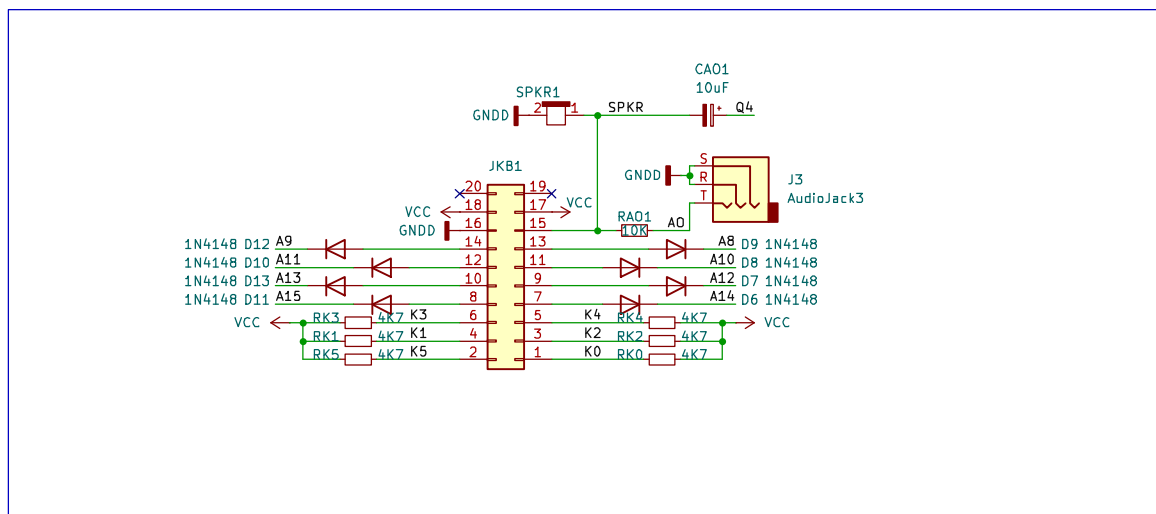 CAO1
10uF
SPKR1
GNDD 2 1 SPKR + Q4
JKB1
S
GNDD R J3
T AudioJack3
20 19
VCC 18 17 VCC
GNDD 16 15 RAO1 10K AO
1N4148 D12 A9 14 13 A8 D9 1N4148
1N4148 D10 A11 12 11 A10 D8 1N4148
1N4148 D13 A13 10 9 A12 D7 1N4148
1N4148 D11 A15 8 7 A14 D6 1N4148
VCC RK3 4K7 K3 6 5 K4 RK4 4K7 VCC
RK1 4K7 K1 4 3 K2 RK2 4K7
RK5 4K7 K5 2 1 K0 RK0 4K7